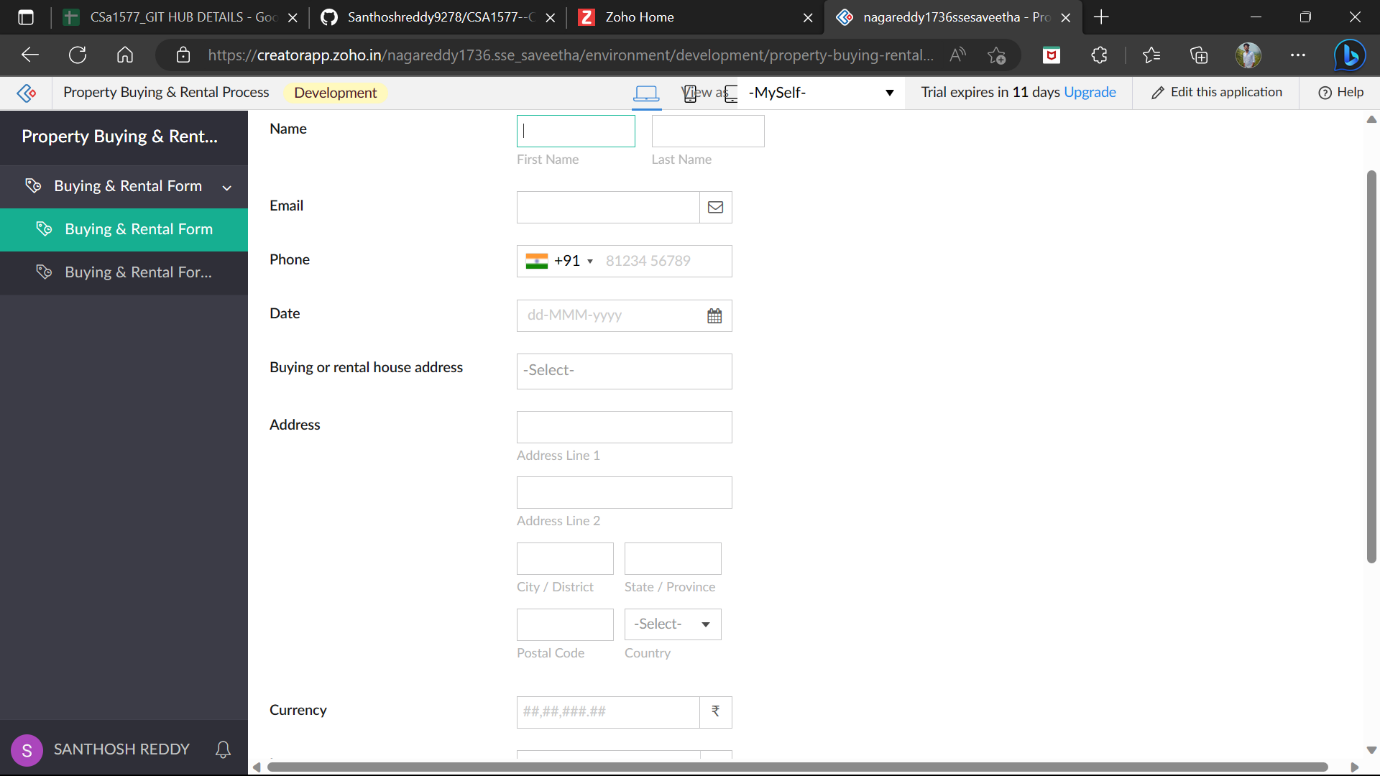 CSa1577_GIT HUB DETAILS - Goo
Santhoshreddy9278/CSA1577--C
Zoho Home
nagareddy1736ssesaveetha - Pro
https://creatorapp.zoho.in/nagareddy1736.sse_saveetha/environment/development/property-buying-rental...
Property Buying & Rental Process
Development
View as
-MySelf-
Trial expires in 11 days Upgrade
Edit this application
Help
Property Buying & Rent...
Buying & Rental Form
Buying & Rental Form
Buying & Rental For...
Name
First Name
Last Name
Email
Phone
+91
81234 56789
Date
dd-MMM-yyyy
Buying or rental house address
-Select-
Address
Address Line 1
Address Line 2
City / District
State / Province
-Select-
Postal Code
Country
Currency
##,##,###.##
₹
S
SANTHOSH REDDY